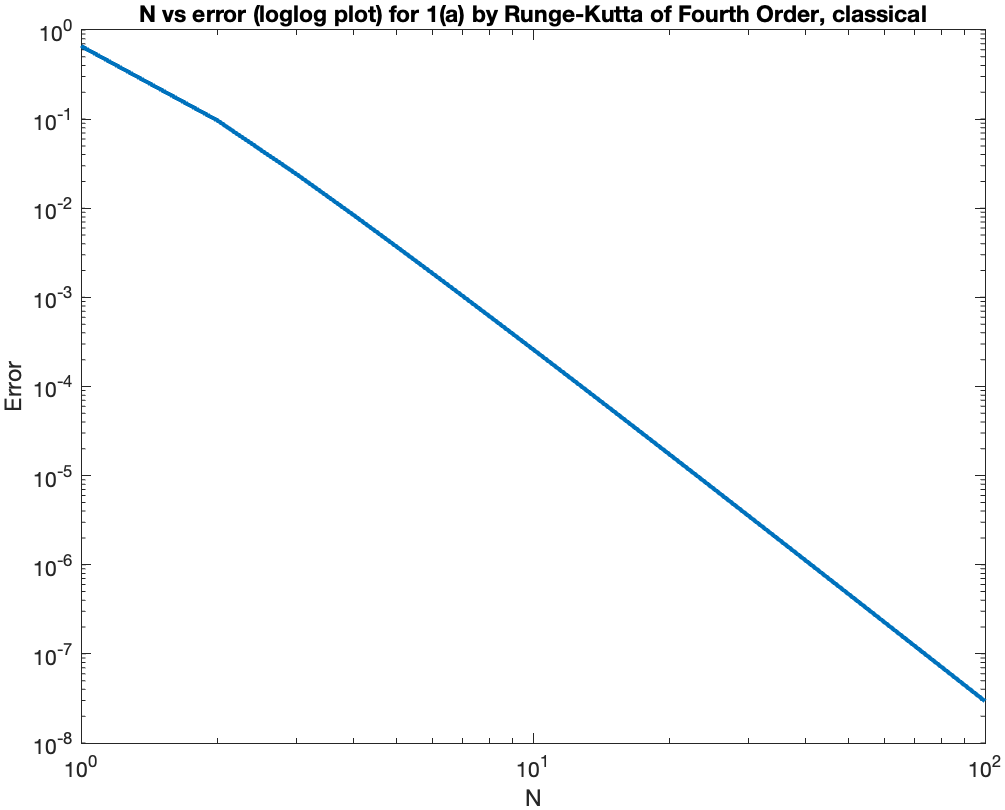 N vs error (loglog plot) for 1(a) by Runge-Kutta of Fourth Order, classical
10^0
10^-1
10^-2
10^-3
10^-4
10^-5
10^-6
10^-7
10^-8
Error
10^0 10^1 10^2
N